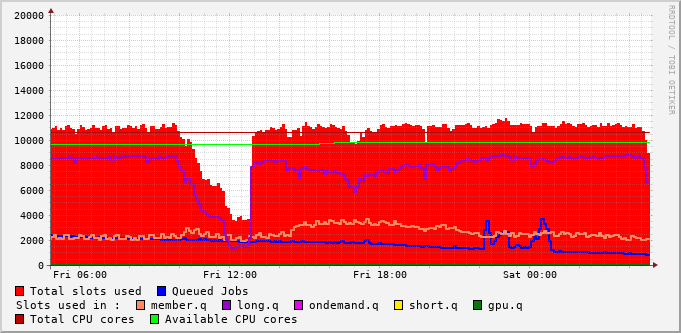 20000
18000
16000
14000
12000
10000
8000
6000
4000
2000
0
Fri 06:00 Fri 12:00 Fri 18:00 Sat 00:00
Total slots used Queued Jobs
Slots used in : member.q long.q ondemand.q short.q gpu.q
Total CPU cores Available CPU cores
RRDTOOL / TOBI OETIKER